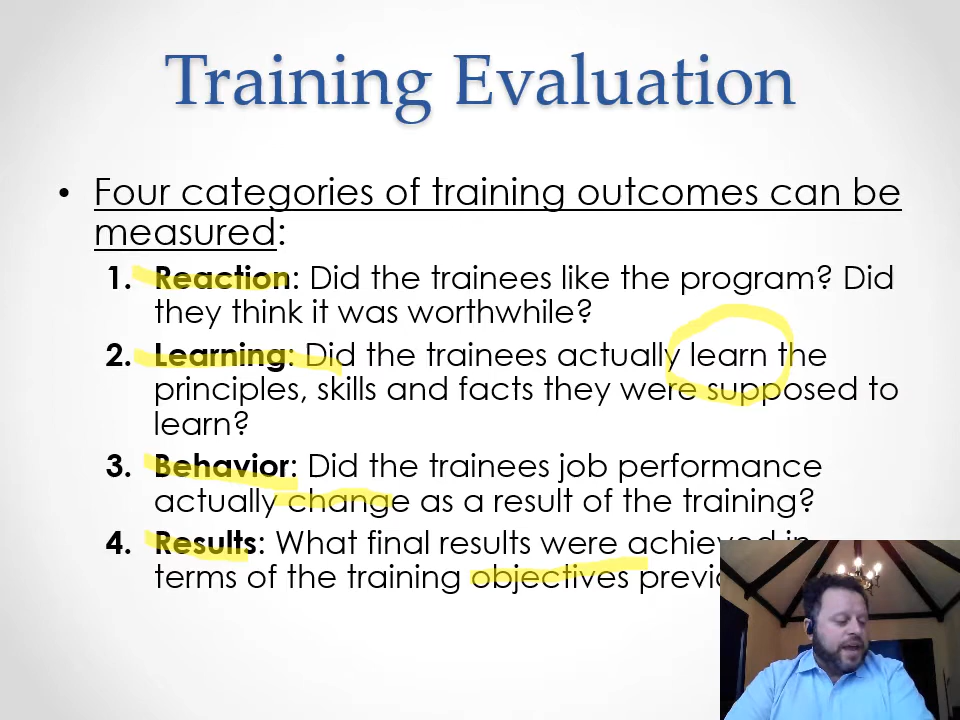 Training Evaluation
• Four categories of training outcomes can be
measured:
1. Reaction: Did the trainees like the program? Did
they think it was worthwhile?
2. Learning: Did the trainees actually learn the
principles, skills and facts they were supposed to
learn?
3. Behavior: Did the trainees job performance
actually change as a result of the training?
4. Results: What final results were achieved in
terms of the training objectives